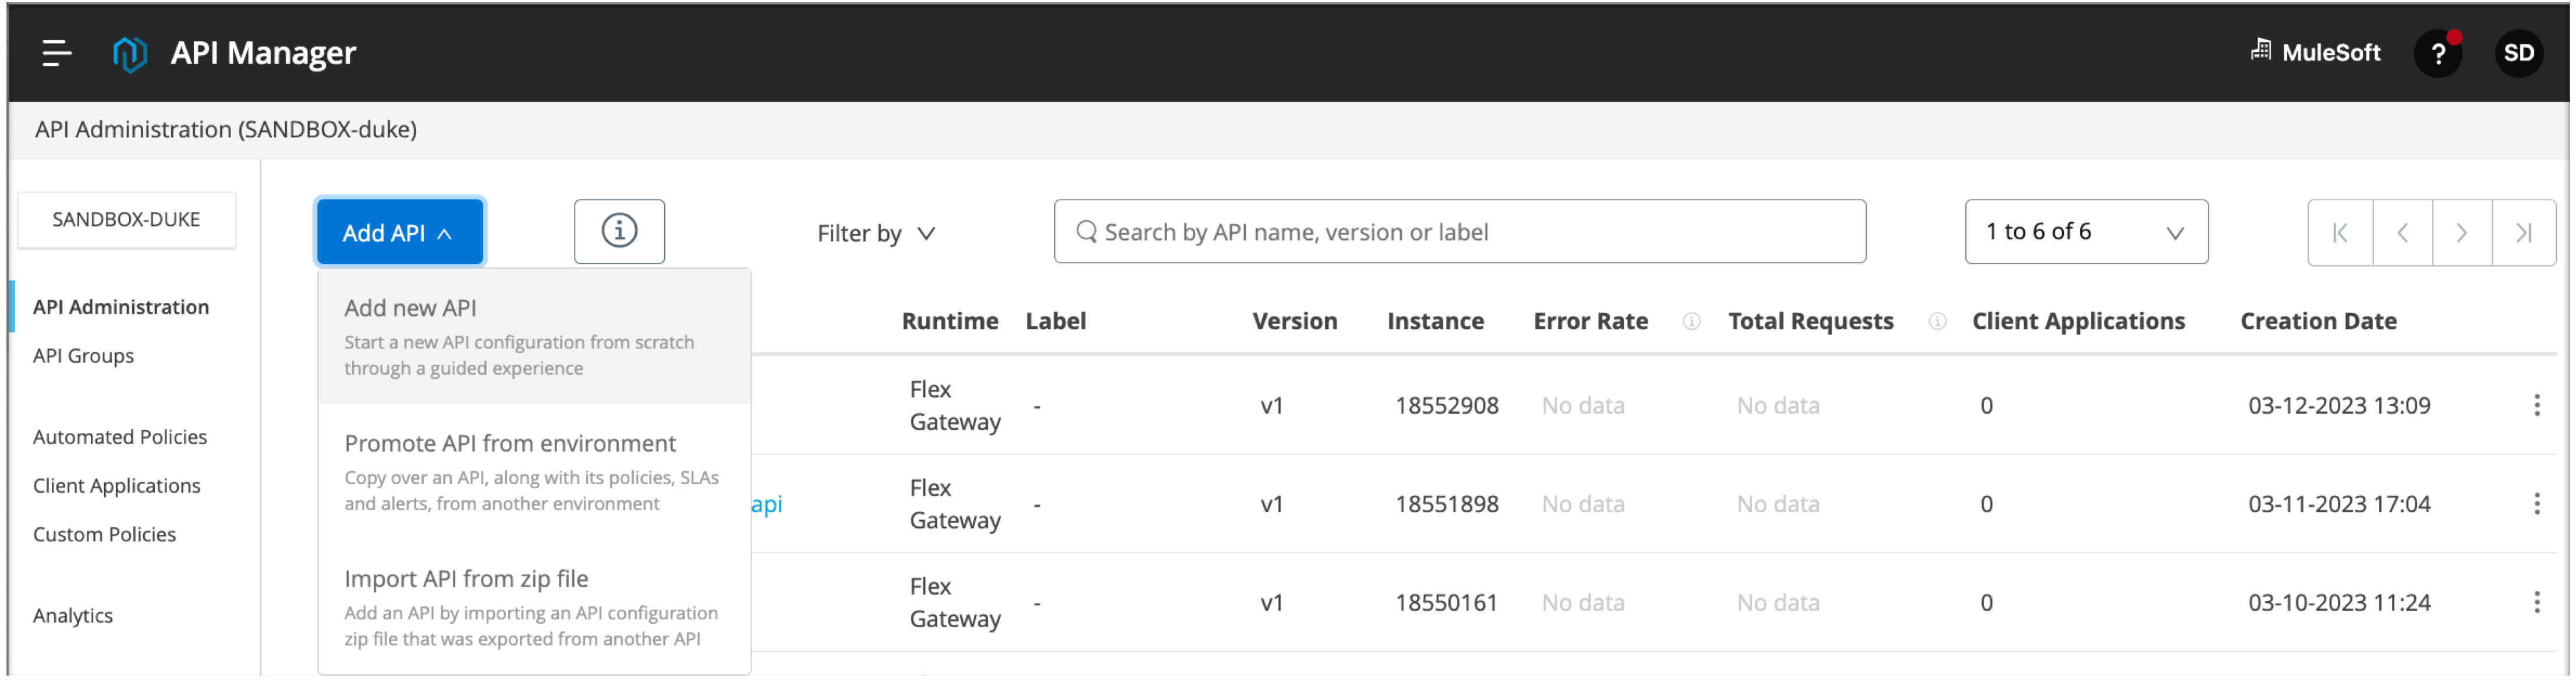 API Manager
MuleSoft
?
SD
API Administration (SANDBOX-duke)
SANDBOX-DUKE
API Administration
API Groups
Automated Policies
Client Applications
Custom Policies
Analytics
Add API
Filter by
Search by API name, version or label
1 to 6 of 6
Add new API
Start a new API configuration from scratch
through a guided experience
Promote API from environment
Copy over an API, along with its policies, SLAs
and alerts, from another environment
Import API from zip file
Add an API by importing an API configuration
zip file that was exported from another API
Runtime Label Version Instance Error Rate Total Requests Client Applications Creation Date
Flex
Gateway - v1 18552908 No data No data 0 03-12-2023 13:09
api Flex
Gateway - v1 18551898 No data No data 0 03-11-2023 17:04
Flex
Gateway - v1 18550161 No data No data 0 03-10-2023 11:24